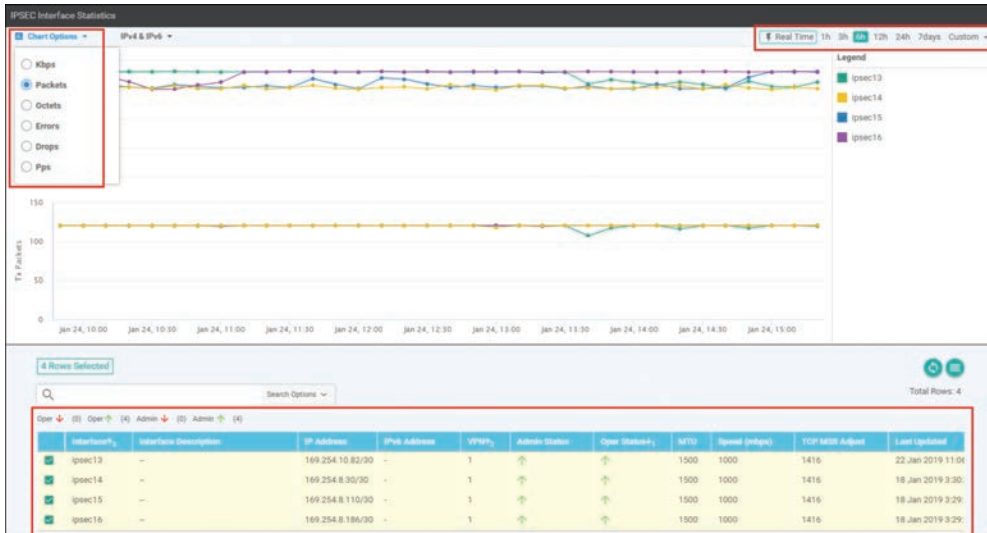 IPSEC Interface Statistics
Chart Options IPv4 & IPv6 Real Time 1h 3h 6h 12h 24h 7days Custom
Kbps
Packets
Octets
Errors
Drops
Pps
Legend
ipsec13
ipsec14
ipsec15
ipsec16
150
100
50
0
Tx Packets
Jan 24, 10:00 Jan 24, 10:30 Jan 24, 11:00 Jan 24, 11:30 Jan 24, 12:00 Jan 24, 12:30 Jan 24, 13:00 Jan 24, 13:30 Jan 24, 14:00 Jan 24, 14:30 Jan 24, 15:00
4 Rows Selected
Search Options
Total Rows: 4
Oper (0) Oper (4) Admin (0) Admin (4)
Interface Interface Description IP Address IPv6 Address VPN Admin Status Oper Status MTU Speed (mbps) TCP MSS Adjust Last Updated
ipsec13 -- 169.254.10.82/30 - 1 1500 1000 1416 22 Jan 2019 11:06
ipsec14 -- 169.254.8.30/30 - 1 1500 1000 1416 18 Jan 2019 3:30:
ipsec15 -- 169.254.8.110/30 - 1 1500 1000 1416 18 Jan 2019 3:29:
ipsec16 -- 169.254.8.186/30 - 1 1500 1000 1416 18 Jan 2019 3:29: